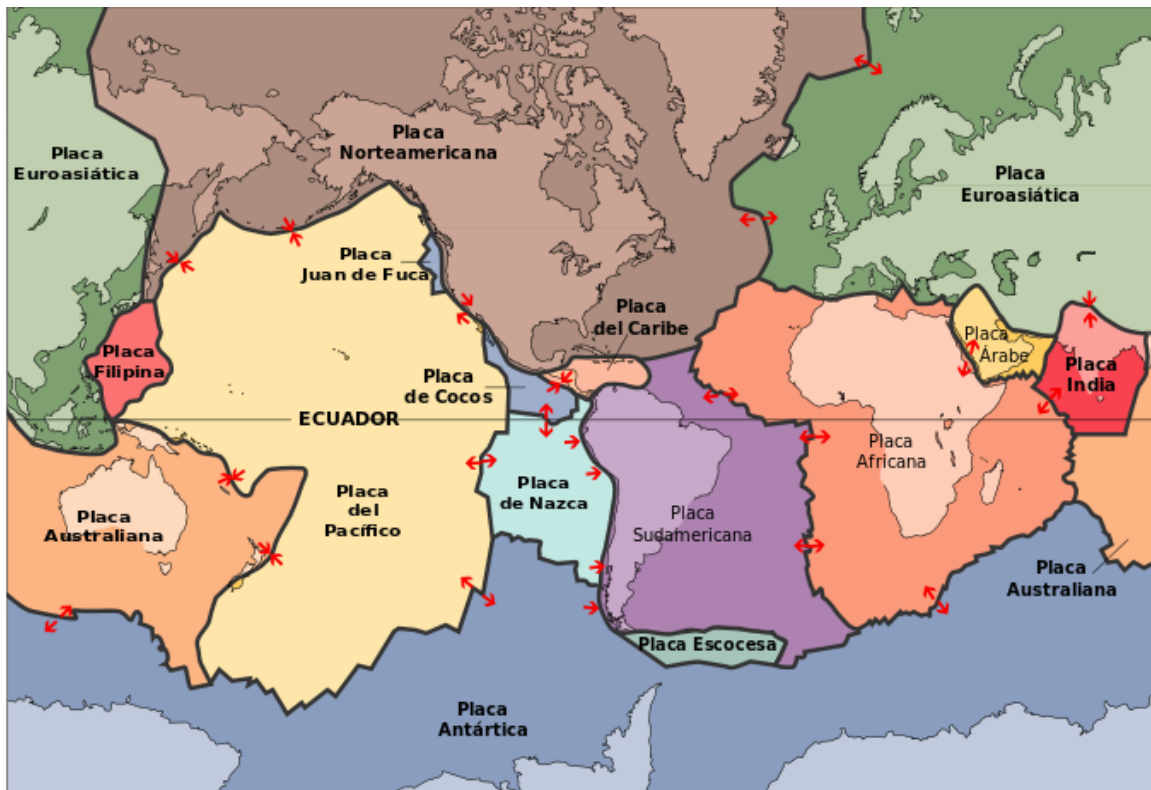 Placa
Norteamericana
Placa
Euroasiática
Placa
Euroasiática
Placa
Juan de Fuca
Placa
del Caribe
Placa
Filipina
Placa
Árabe
Placa
India
Placa
de Cocos
ECUADOR
Placa
Africana
Placa
de Nazca
Placa
del
Pacífico
Placa
Australiana
Placa
Sudamericana
Placa
Australiana
Placa Escocesa
Placa
Antártica